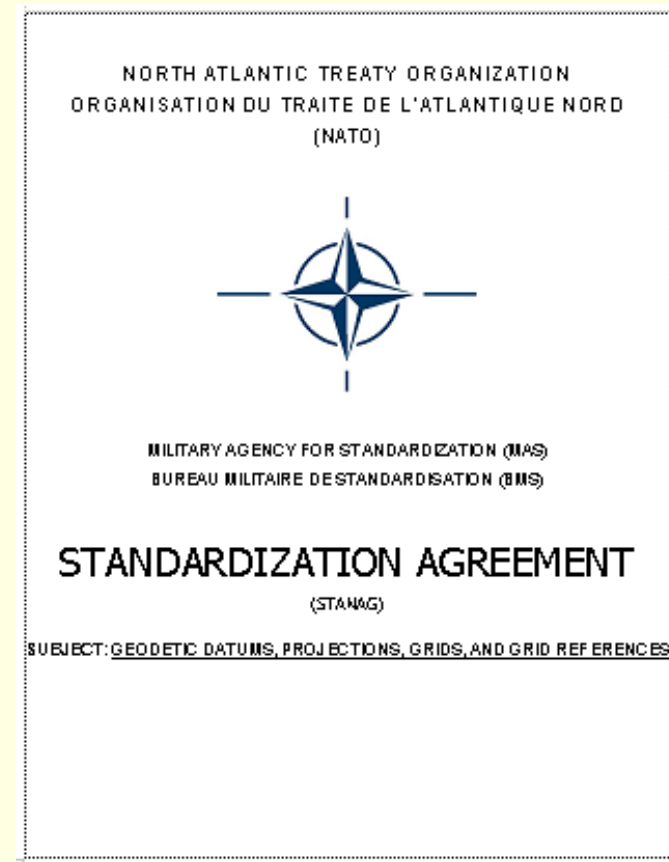 NORTH ATLANTIC TREATY ORGANIZATION
ORGANISATION DU TRAITE DE L'ATLANTIQUE NORD
(NATO)
MILITARY AGENCY FOR STANDARDIZATION (MAS)
BUREAU MILITAIRE DE STANDARDISATION (BMS)
STANDARDIZATION AGREEMENT
(STANAG)
SUBJECT: GEODETIC DATUMS, PROJECTIONS, GRIDS, AND GRID REFERENCES